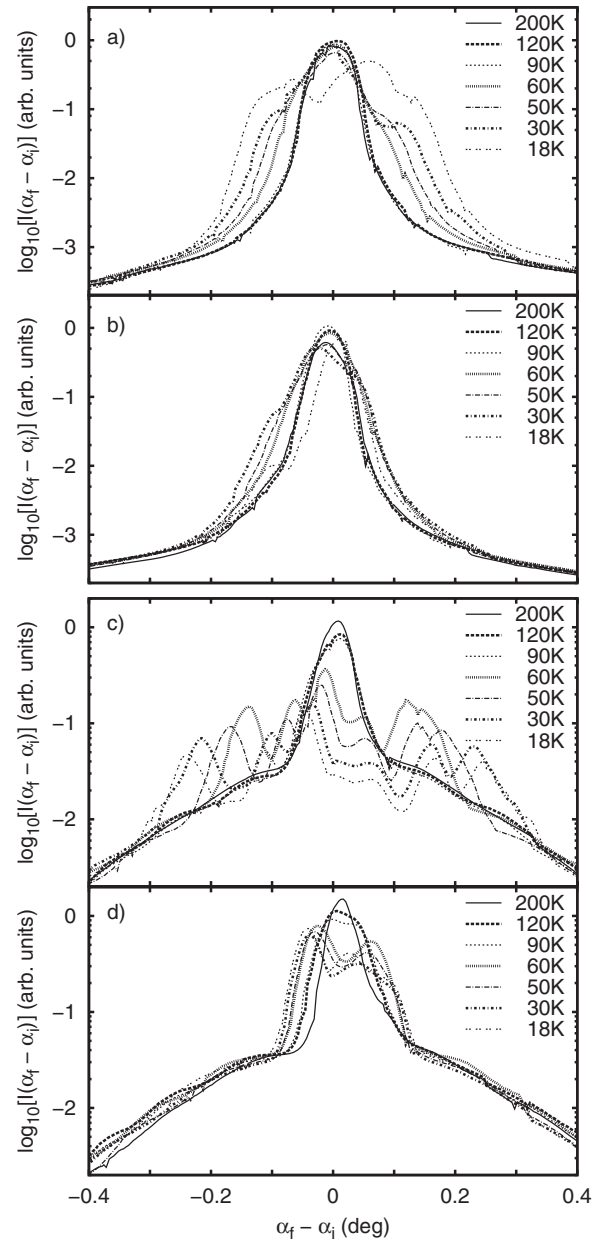 a)
200K
120K
90K
60K
50K
30K
18K
0
−1
−2
−3
log10[I(αf − αi)] (arb. units)
b)
200K
120K
90K
60K
50K
30K
18K
0
−1
−2
−3
log10[I(αf − αi)] (arb. units)
c)
200K
120K
90K
60K
50K
30K
18K
0
−1
−2
log10[I(αf − αi)] (arb. units)
d)
200K
120K
90K
60K
50K
30K
18K
0
−1
−2
log10[I(αf − αi)] (arb. units)
−0.4 −0.2 0 0.2 0.4
αf − αi (deg)